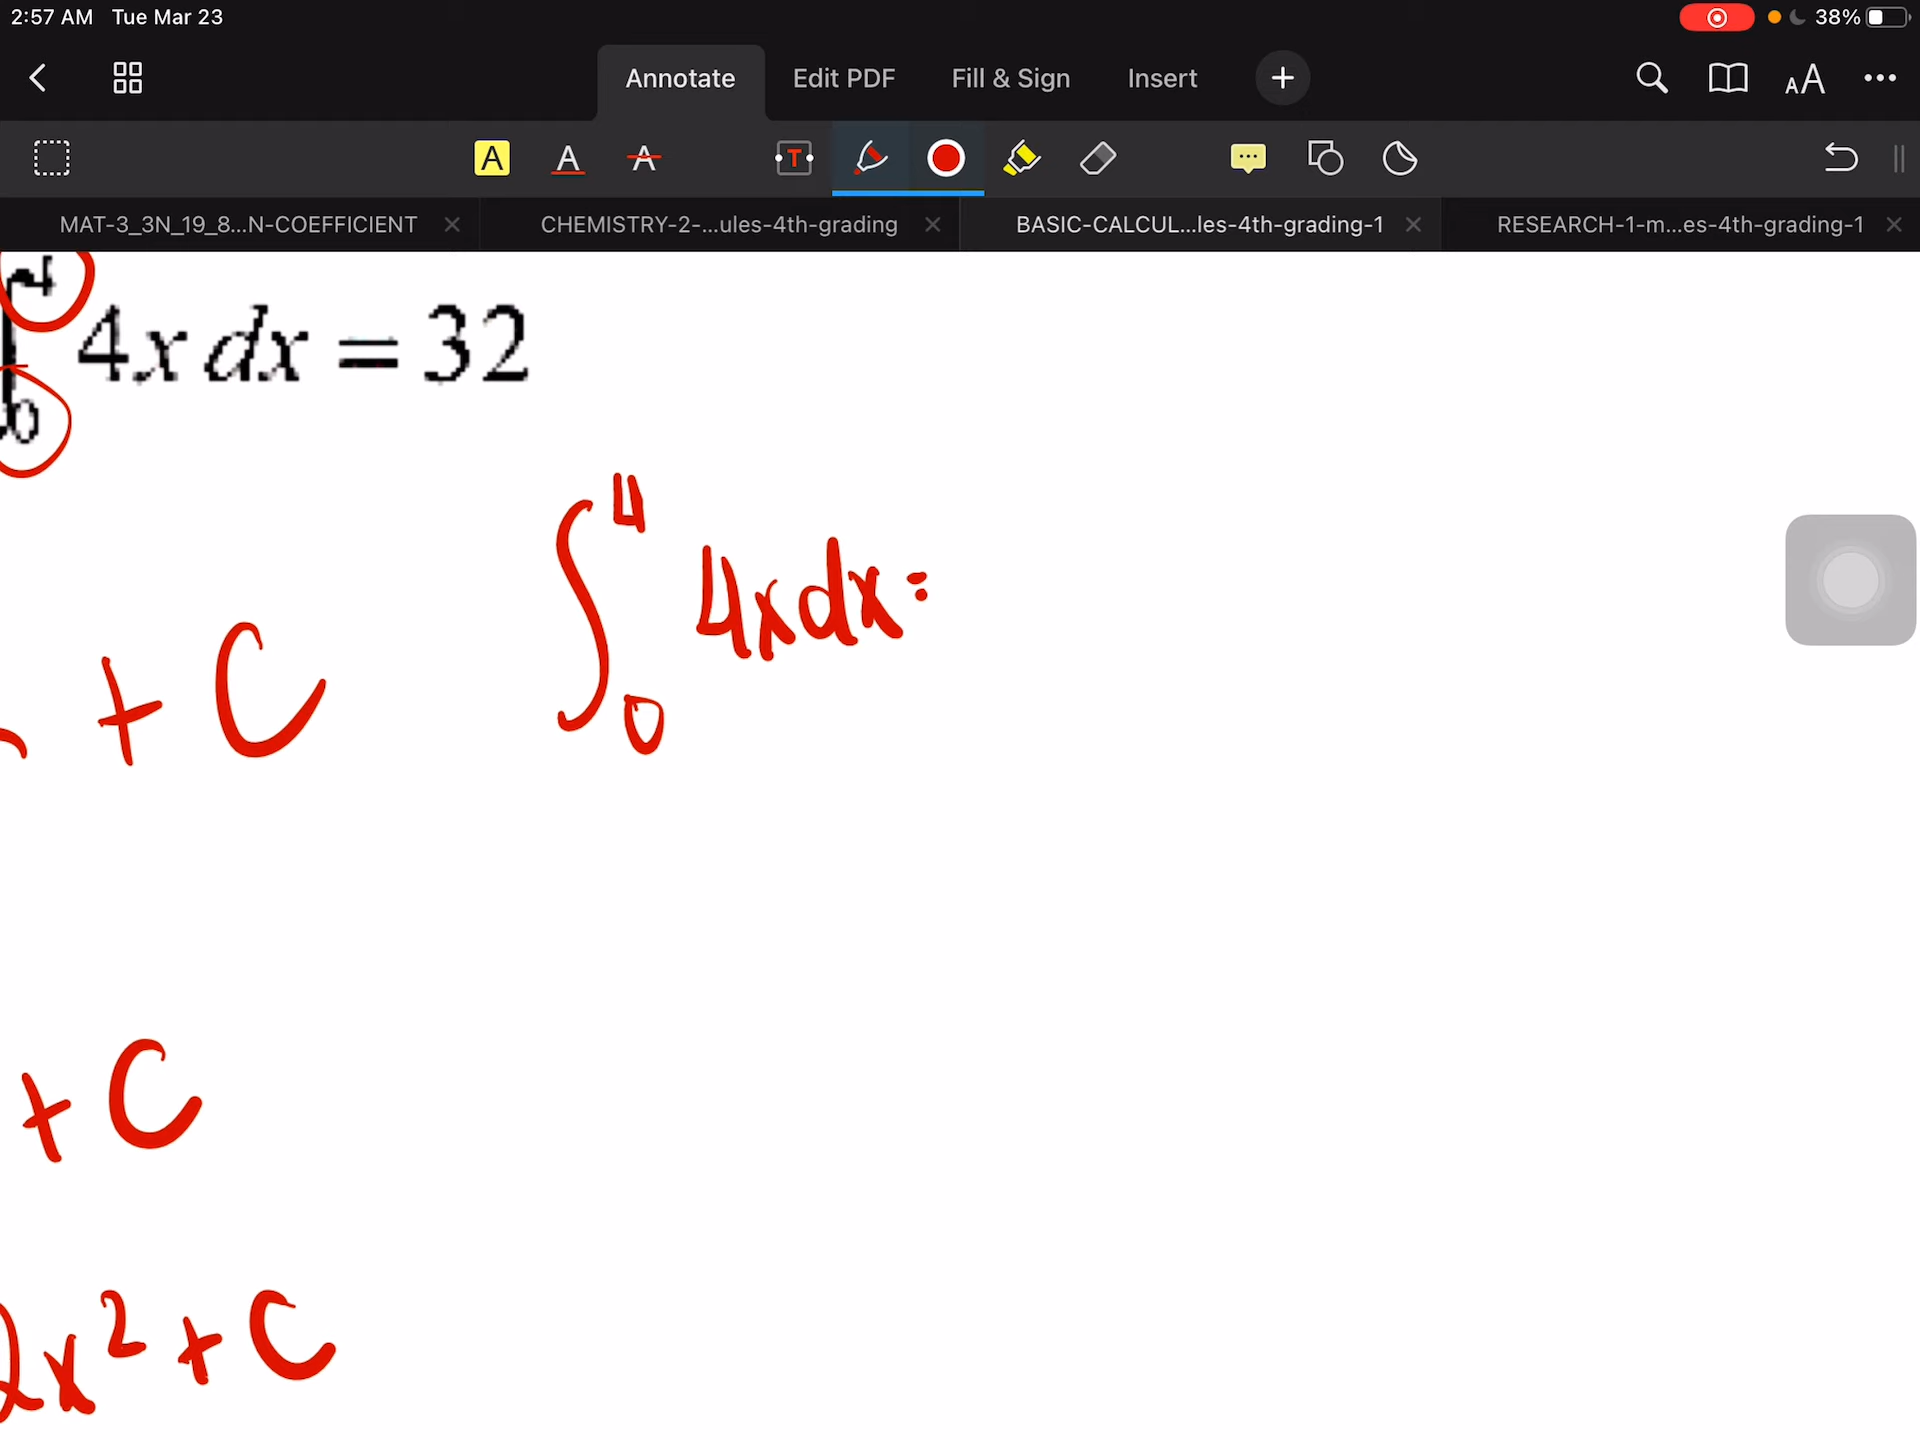 2:57 AM Tue Mar 23 38%
Annotate Edit PDF Fill & Sign Insert
MAT-3_3N_19_8...N-COEFFICIENT CHEMISTRY-2-...ules-4th-grading BASIC-CALCUL...les-4th-grading-1 RESEARCH-1-m...es-4th-grading-1
∫₀⁴ 4x dx = 32
∫₀⁴ 4xdx =
+ C
+ C
2x² + C